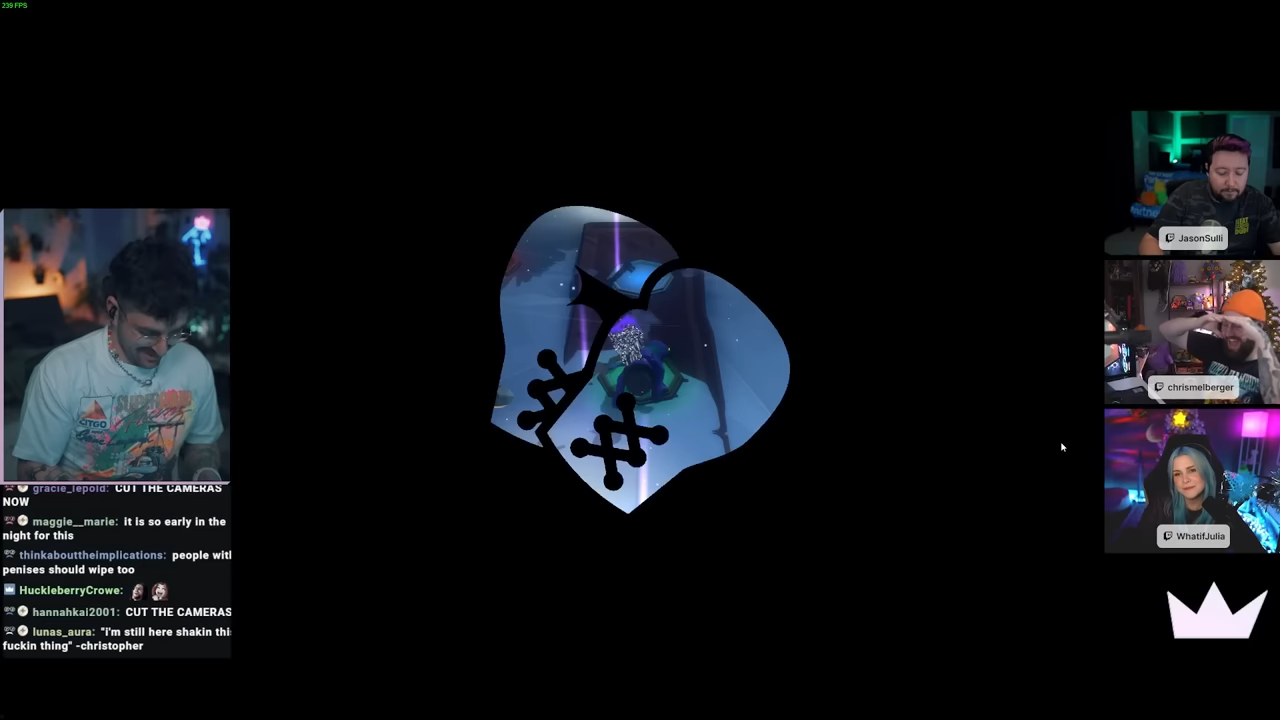 239 FPS
JasonSulli
chrismelberger
WhatifJulia
CITGO
gracie_lepold: CUT THE CAMERAS
NOW
maggie__marie: it is so early in the
night for this
thinkabouttheimplications: people with
penises should wipe too
HuckleberryCrowe:
hannahkai2001: CUT THE CAMERAS
lunas_aura: "i'm still here shakin this
fuckin thing" -christopher